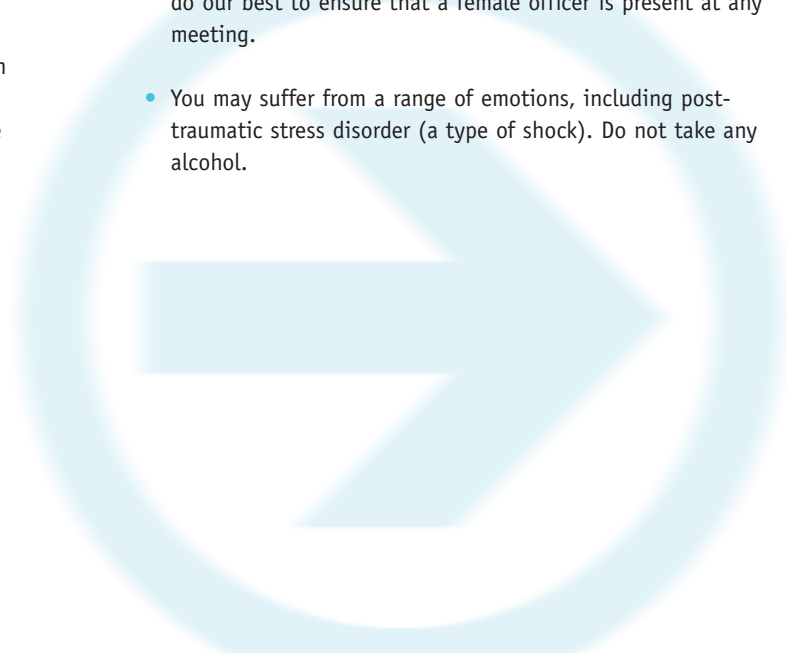 do our best to ensure that a female officer is present at any
meeting.
• You may suffer from a range of emotions, including post-
traumatic stress disorder (a type of shock). Do not take any
alcohol.